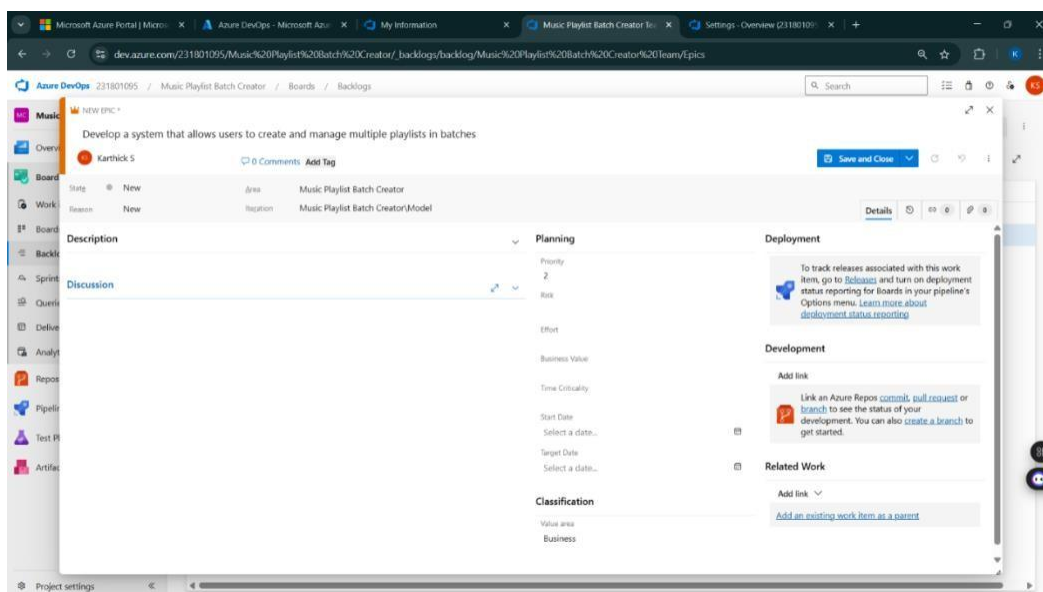 Microsoft Azure Portal | Micros
Azure DevOps - Microsoft Azu
My Information
Music Playlist Batch Creator Te
Settings - Overview (23180109
dev.azure.com/231801095/Music%20Playlist%20Batch%20Creator/_backlogs/backlog/Music%20Playlist%20Batch%20Creator%20Team/Epics
K
Azure DevOps 231801095 / Music Playlist Batch Creator / Boards / Backlogs
Search
KS
MC Music
Overv
Board
Work
Board
Backlo
Sprint
Querie
Delive
Analyt
Repos
Pipelin
Test Pl
Artifac
Project settings
NEW EPIC *
Develop a system that allows users to create and manage multiple playlists in batches
KS Karthick S
0 Comments Add Tag
Save and Close
State New
Area Music Playlist Batch Creator
Reason New
Iteration Music Playlist Batch Creator\Model
Details
0
0
Description
Discussion
Planning
Priority
2
Risk
Effort
Business Value
Time Criticality
Start Date
Select a date...
Target Date
Select a date...
Classification
Value area
Business
Deployment
To track releases associated with this work
item, go to Releases and turn on deployment
status reporting for Boards in your pipeline's
Options menu. Learn more about
deployment status reporting
Development
Add link
Link an Azure Repos commit, pull request or
branch to see the status of your
development. You can also create a branch to
get started.
Related Work
Add link
Add an existing work item as a parent